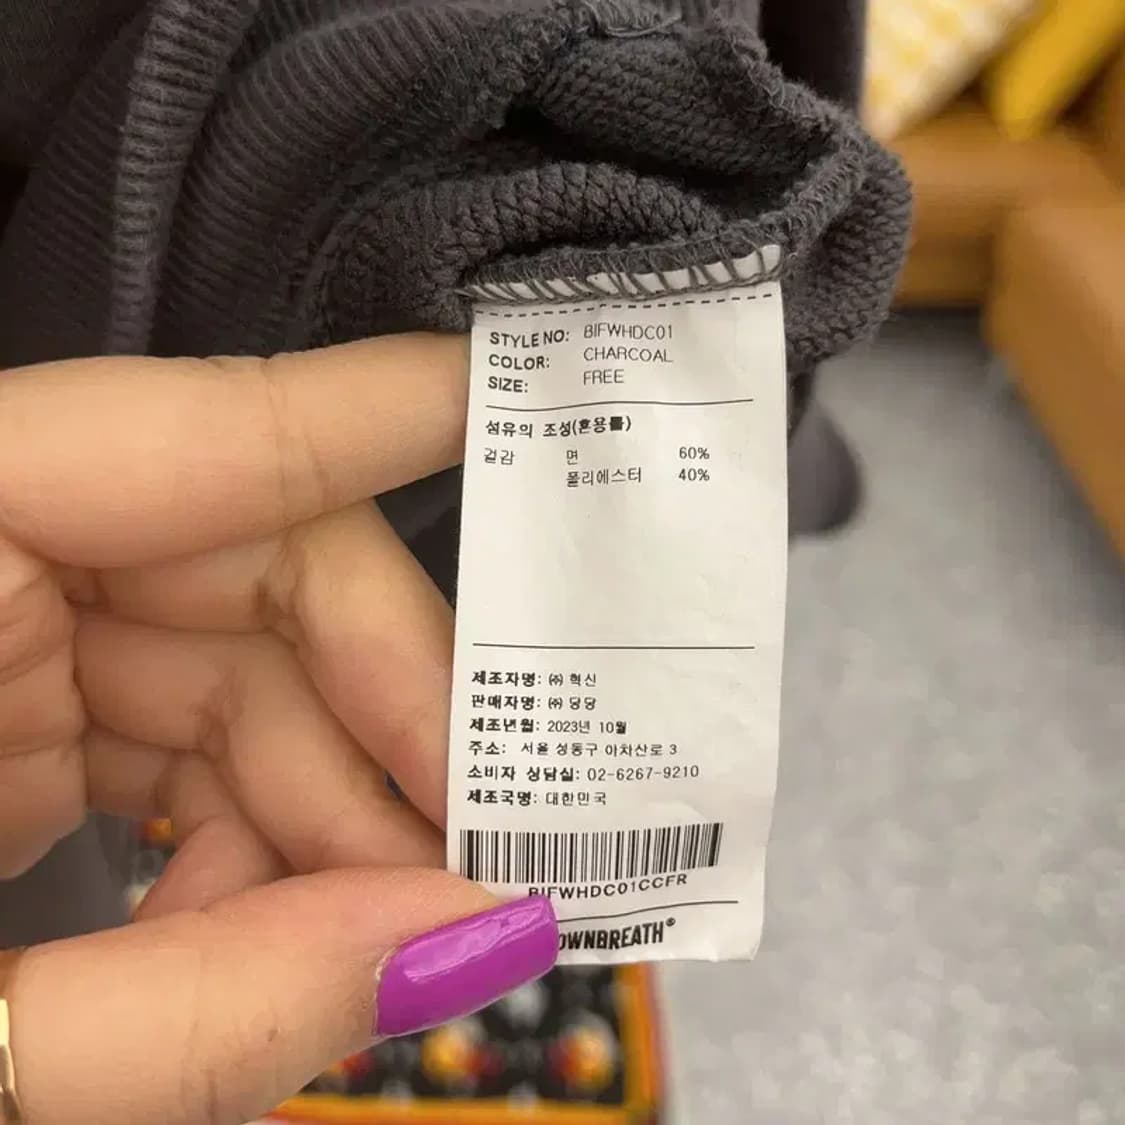 STYLE NO: BIFWHDC01
COLOR: CHARCOAL
SIZE: FREE
섬유의 조성(혼용률)
겉감 면 60%
폴리에스터 40%
제조자명: ㈜ 혁신
판매자명: ㈜ 당당
제조년월: 2023년 10월
주소: 서울 성동구 아차산로 3
소비자 상담실: 02-6267-9210
제조국명: 대한민국
BIFWHDC01CCFR
OWNBREATH®